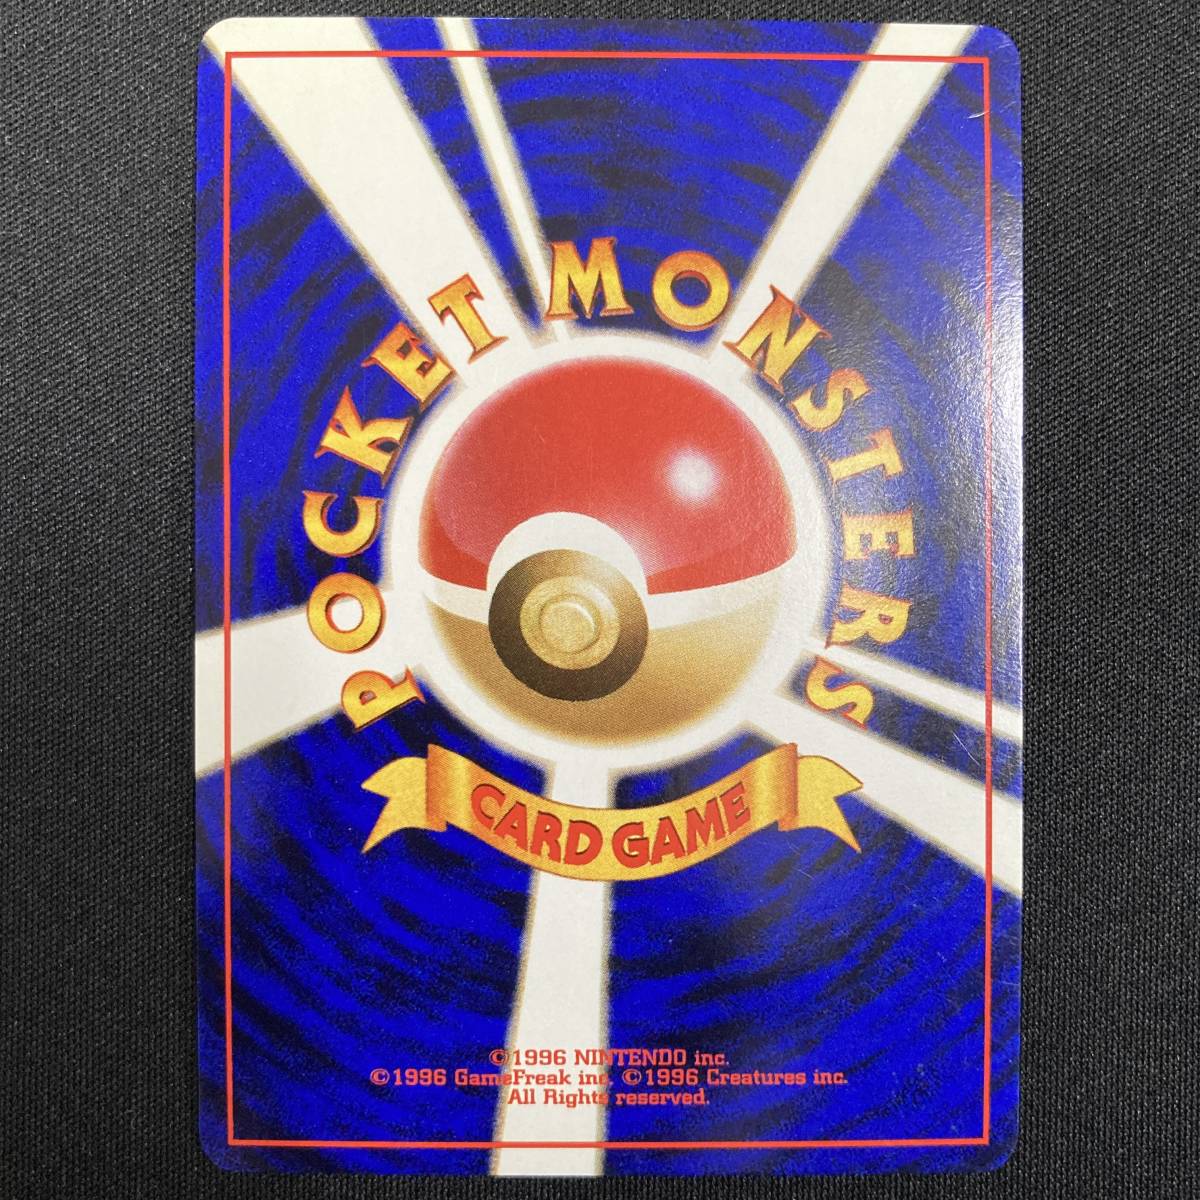 POCKET MONSTERS
CARD GAME
©1996 NINTENDO inc.
©1996 GameFreak inc. ©1996 Creatures inc.
All Rights reserved.